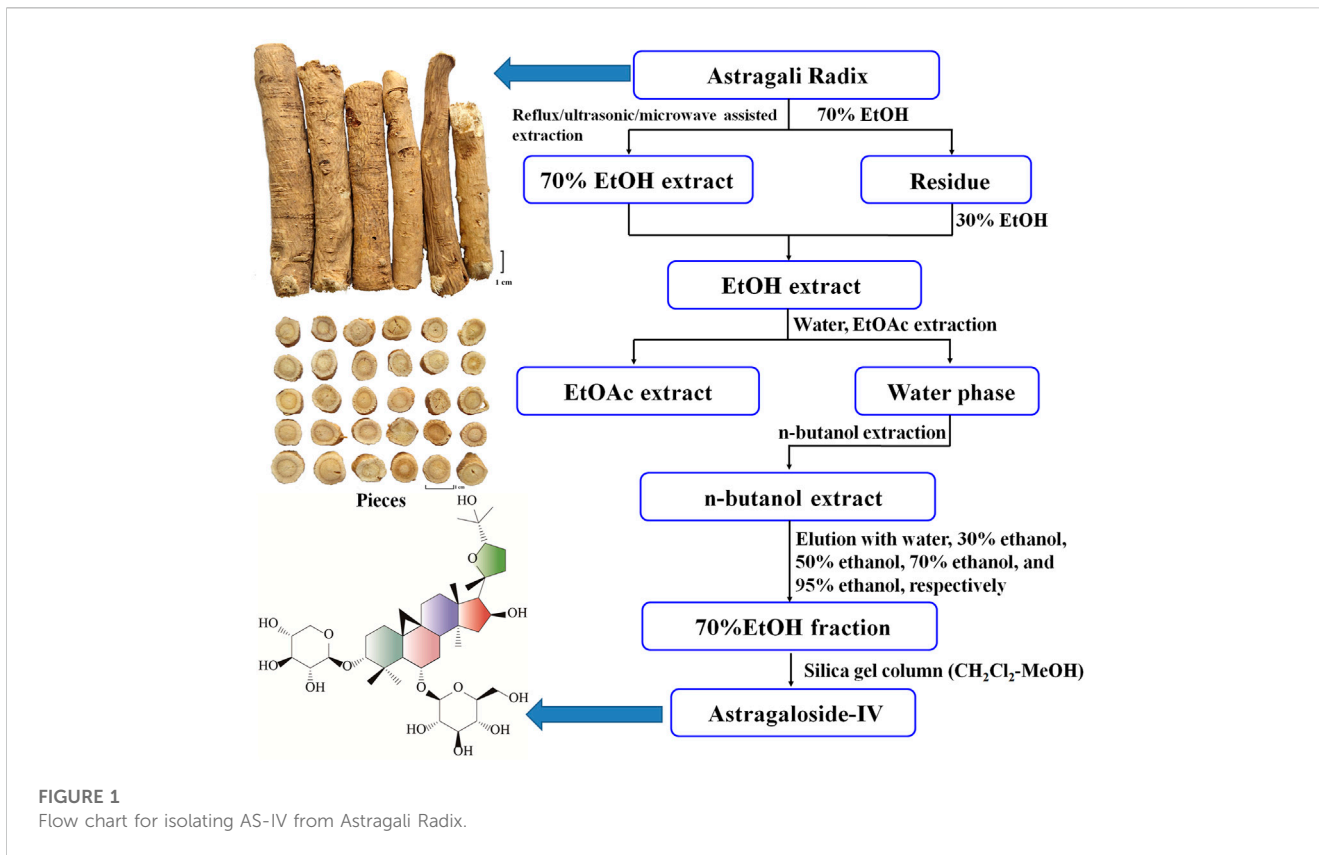 Astragali Radix
Reflux/ultrasonic/microwave assisted
extraction
70% EtOH
70% EtOH extract
Residue
30% EtOH
1 cm
EtOH extract
Water, EtOAc extraction
EtOAc extract
Water phase
n-butanol extraction
Pieces
n-butanol extract
Elution with water, 30% ethanol,
50% ethanol, 70% ethanol, and
95% ethanol, respectively
70%EtOH fraction
Silica gel column (CH₂Cl₂-MeOH)
Astragaloside-IV
HO
O
OH
HO
O
HO
HO
O
OH
O
O
OH
HO
OH
OH
FIGURE 1
Flow chart for isolating AS-IV from Astragali Radix.